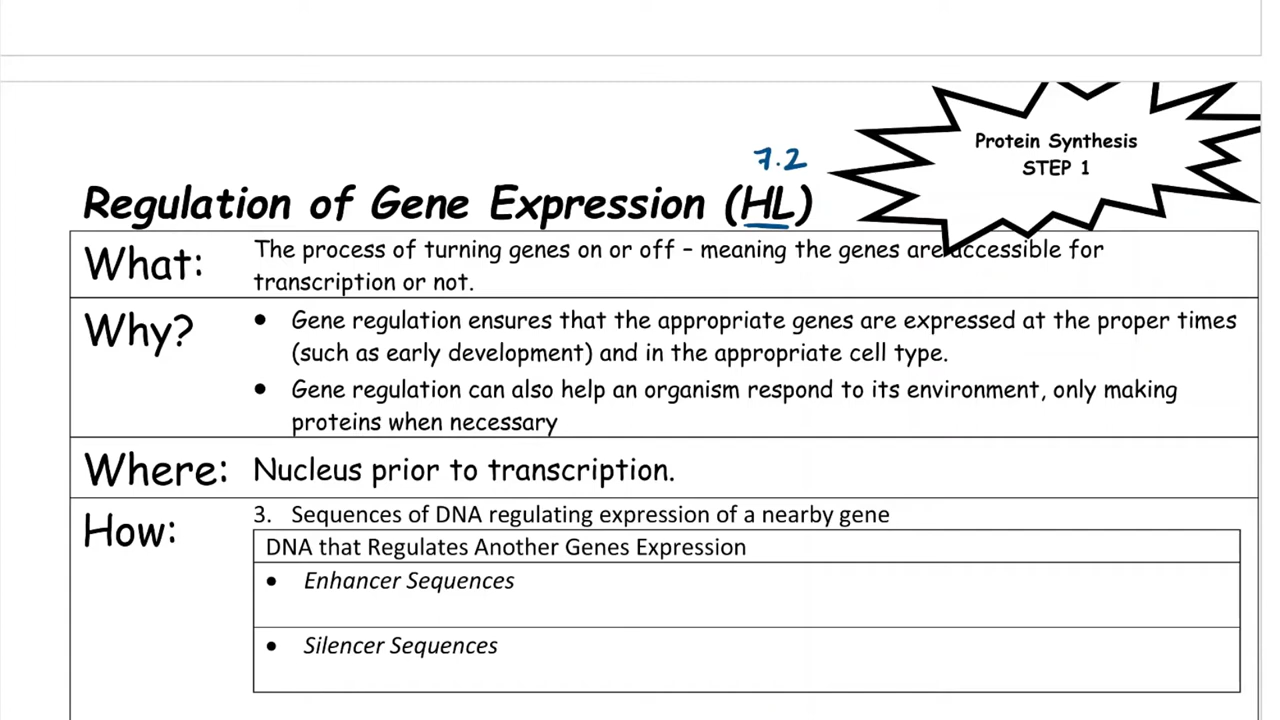 Protein Synthesis
STEP 1
7.2
Regulation of Gene Expression (HL)
What:
The process of turning genes on or off – meaning the genes are accessible for
transcription or not.
Why?
● Gene regulation ensures that the appropriate genes are expressed at the proper times
(such as early development) and in the appropriate cell type.
● Gene regulation can also help an organism respond to its environment, only making
proteins when necessary
Where: Nucleus prior to transcription.
How:
3. Sequences of DNA regulating expression of a nearby gene
DNA that Regulates Another Genes Expression
● Enhancer Sequences
● Silencer Sequences